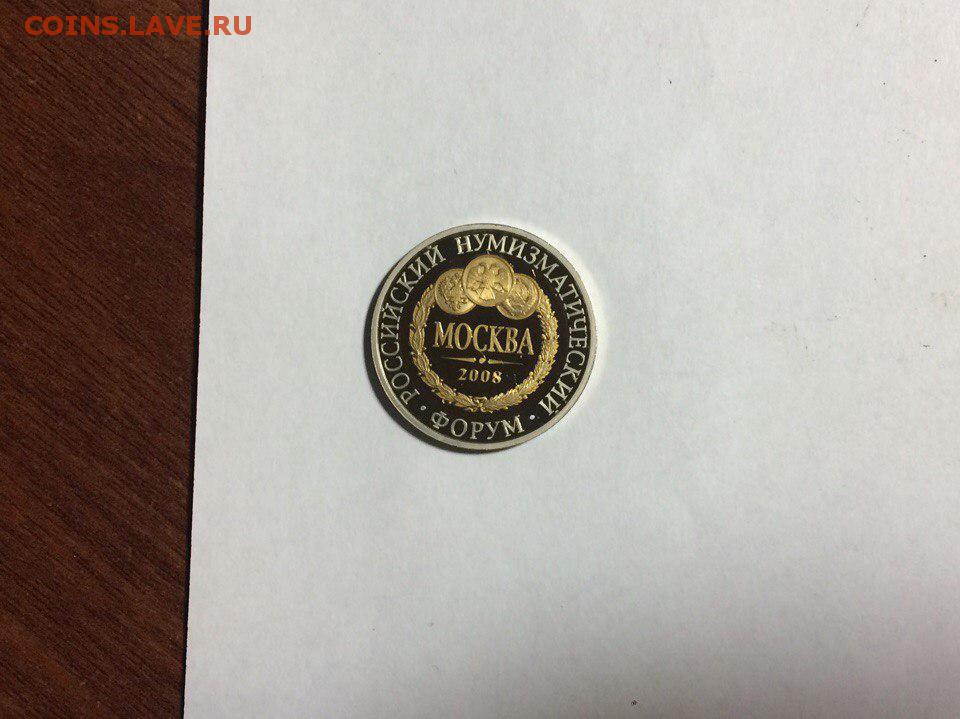 COINS.LAVE.RU
РОССИЙСКИЙ НУМИЗМАТИЧЕСКИЙ
МОСКВА
2008
· ФОРУМ ·